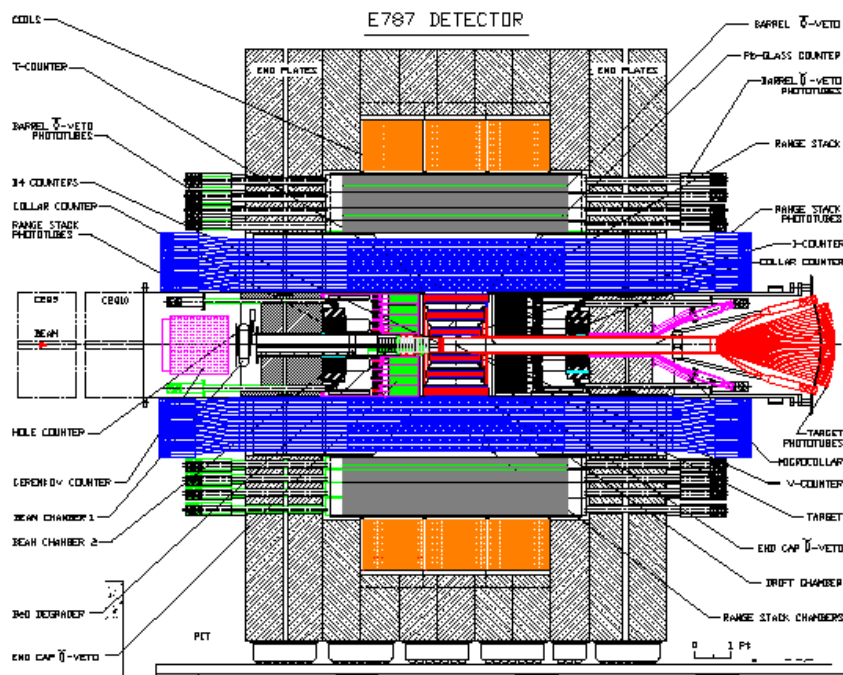 E787 DETECTOR
COILS
T-COUNTER
BARREL γ-VETO
PHOTOTUBES
B4 COUNTERS
COLLAR COUNTER
RANGE STACK
PHOTOTUBES
END PLATES
END PLATES
BARREL γ-VETO
Pb-GLASS COUNTER
BARREL γ-VETO
PHOTOTUBES
RANGE STACK
RANGE STACK
PHOTOTUBES
I-COUNTER
COLLAR COUNTER
BEAM
HOLE COUNTER
CERENKOV COUNTER
BEAM CHAMBER 1
BEAM CHAMBER 2
BeO DEGRADER
END CAP γ-VETO
PIT
TARGET
PHOTOTUBES
MICROCOLLAR
V-COUNTER
TARGET
END CAP γ-VETO
DRIFT CHAMBER
RANGE STACK CHAMBERS
0 1 Ft